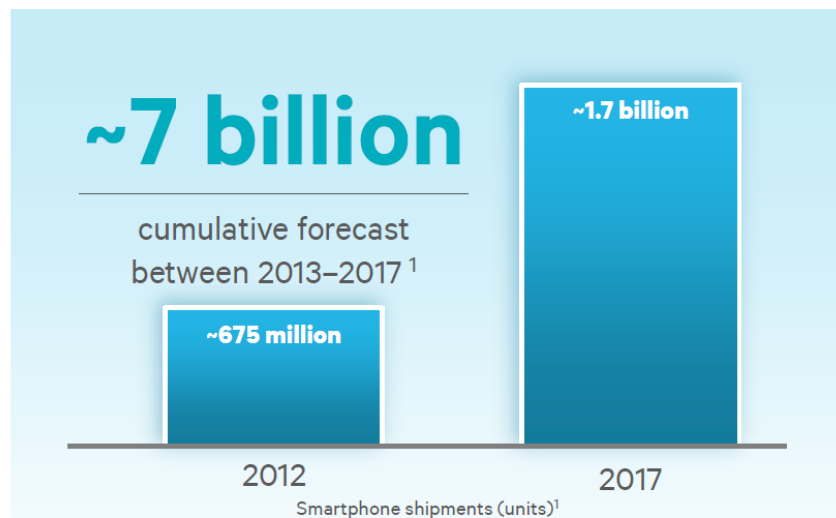 ~7 billion
cumulative forecast
between 2013–2017 ¹
~675 million
~1.7 billion
2012
2017
Smartphone shipments (units)¹